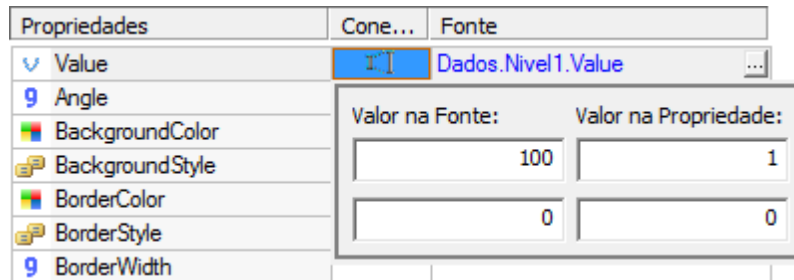 Propriedades Cone... Fonte
Value Dados.Nivel1.Value ...
Angle
Valor na Fonte: Valor na Propriedade:
BackgroundColor
100 1
BackgroundStyle
BorderColor
0 0
BorderStyle
BorderWidth